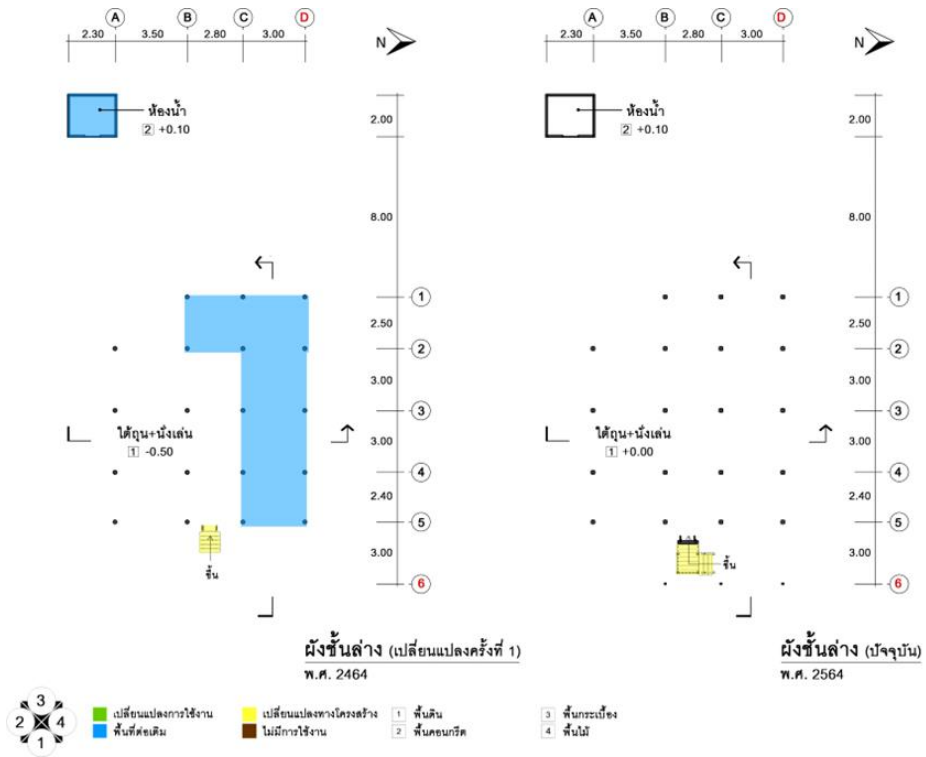 A B C D
2.30 3.50 2.80 3.00
N
ห้องน้ำ
2 +0.10
2.00
8.00
1
2.50
2
3.00
3
ใต้ถุน+นั่งเล่น
1 -0.50
3.00
4
2.40
5
3.00
ขึ้น
6
ผังชั้นล่าง (เปลี่ยนแปลงครั้งที่ 1)
พ.ศ. 2464
A B C D
2.30 3.50 2.80 3.00
N
ห้องน้ำ
2 +0.10
2.00
8.00
1
2.50
2
3.00
3
ใต้ถุน+นั่งเล่น
1 +0.00
3.00
4
2.40
5
3.00
ขึ้น
6
ผังชั้นล่าง (ปัจจุบัน)
พ.ศ. 2564
3
2 4
1
เปลี่ยนแปลงการใช้งาน เปลี่ยนแปลงทางโครงสร้าง 1 พื้นดิน 3 พื้นกระเบื้อง
พื้นที่ต่อเติม ไม่มีการใช้งาน 2 พื้นคอนกรีต 4 พื้นไม้